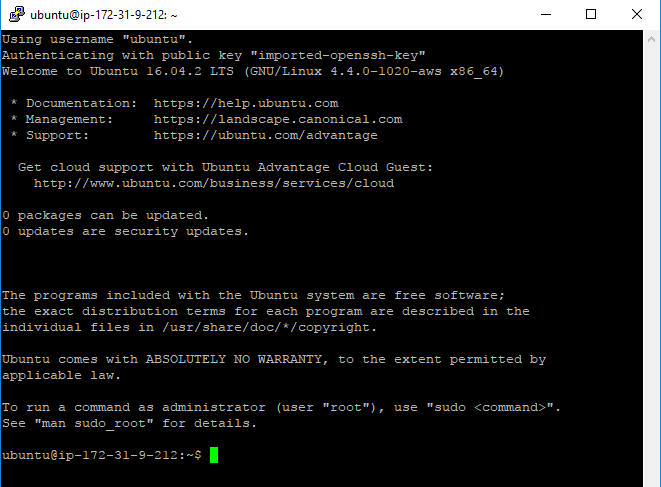 ubuntu@ip-172-31-9-212: ~
Using username "ubuntu".
Authenticating with public key "imported-openssh-key"
Welcome to Ubuntu 16.04.2 LTS (GNU/Linux 4.4.0-1020-aws x86_64)
* Documentation:  https://help.ubuntu.com
* Management:     https://landscape.canonical.com
* Support:        https://ubuntu.com/advantage
Get cloud support with Ubuntu Advantage Cloud Guest:
http://www.ubuntu.com/business/services/cloud
0 packages can be updated.
0 updates are security updates.
The programs included with the Ubuntu system are free software;
the exact distribution terms for each program are described in the
individual files in /usr/share/doc/*/copyright.
Ubuntu comes with ABSOLUTELY NO WARRANTY, to the extent permitted by
applicable law.
To run a command as administrator (user "root"), use "sudo <command>".
See "man sudo_root" for details.
ubuntu@ip-172-31-9-212:~$